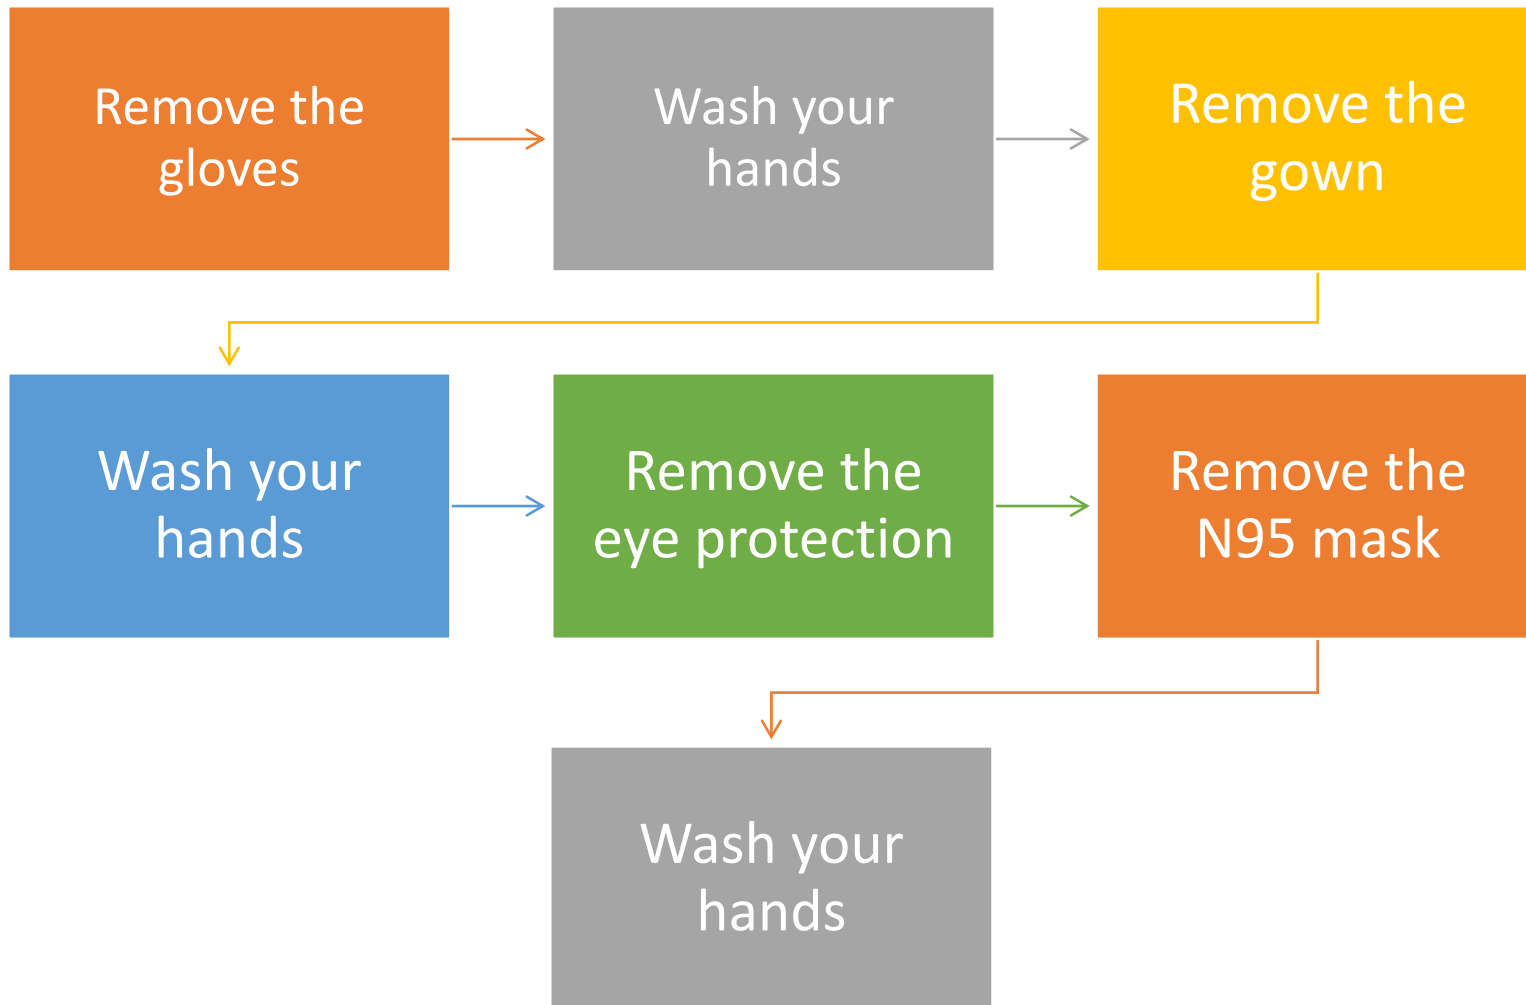 Remove the
gloves
Wash your
hands
Remove the
gown
Wash your
hands
Remove the
eye protection
Remove the
N95 mask
Wash your
hands